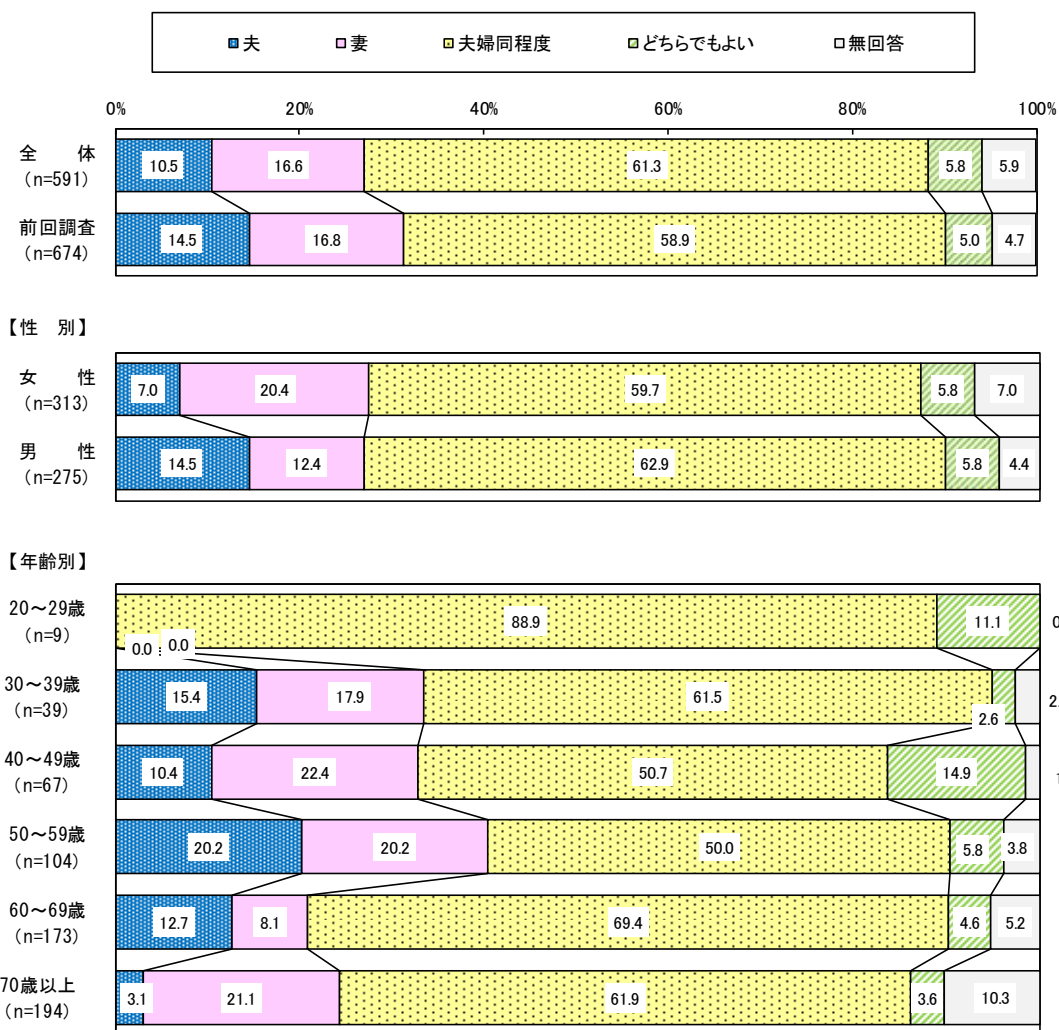 夫 妻 夫婦同程度 どちらでもよい 無回答
0% 20% 40% 60% 80% 100%
全 体
(n=591)
10.5 16.6 61.3 5.8 5.9
前回調査
(n=674)
14.5 16.8 58.9 5.0 4.7
【性 別】
女 性
(n=313)
7.0 20.4 59.7 5.8 7.0
男 性
(n=275)
14.5 12.4 62.9 5.8 4.4
【年齢別】
20～29歳
(n=9)
0.0 0.0 88.9 11.1
30～39歳
(n=39)
15.4 17.9 61.5 2.6
40～49歳
(n=67)
10.4 22.4 50.7 14.9
50～59歳
(n=104)
20.2 20.2 50.0 5.8 3.8
60～69歳
(n=173)
12.7 8.1 69.4 4.6 5.2
70歳以上
(n=194)
3.1 21.1 61.9 3.6 10.3